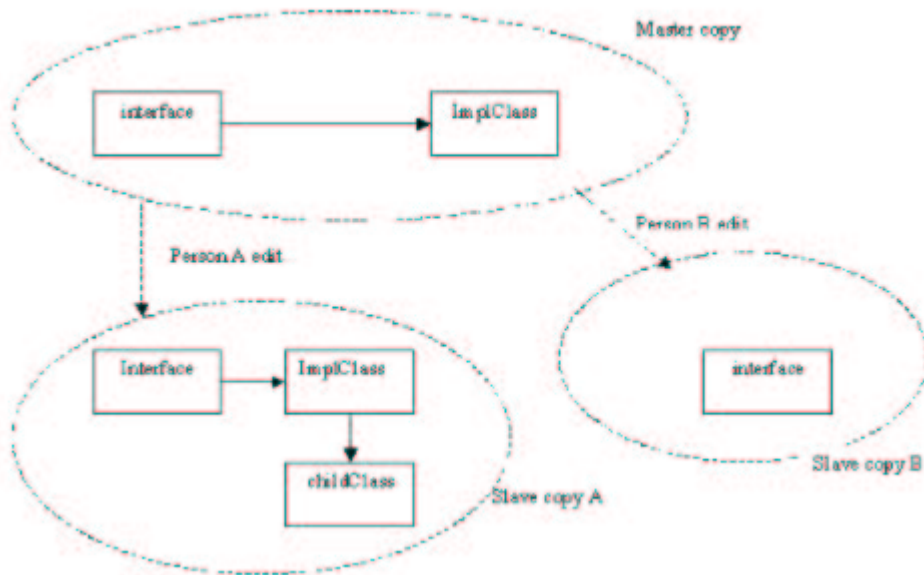 Master copy
interface
ImplClass
Person B edit
Person A edit
Interface
ImplClass
interface
childClass
Slave copy A
Slave copy B